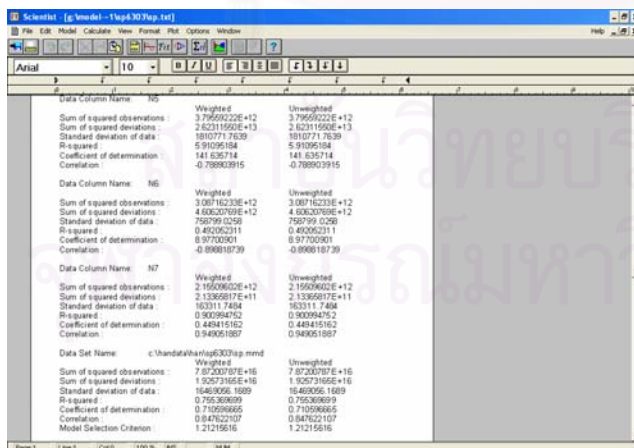 Scientist - [g:\model--1\sp6303\sp.txt]
File Edit Model Calculate View Format Plot Options Window Help
Arial 10 B I U
Data Column Name: N5
Weighted Unweighted
Sum of squared observations : 3.79559222E+12 3.79559222E+12
Sum of squared deviations : 2.62311550E+13 2.62311550E+13
Standard deviation of data : 1810771.7639 1810771.7639
R-squared : 5.91095184 5.91095184
Coefficient of determination : 141.635714 141.635714
Correlation : -0.788903915 -0.788903915
Data Column Name: N6
Weighted Unweighted
Sum of squared observations : 3.08716233E+12 3.08716233E+12
Sum of squared deviations : 4.60620769E+12 4.60620769E+12
Standard deviation of data : 758799.0258 758799.0258
R-squared : 0.492052311 0.492052311
Coefficient of determination : 8.97700901 8.97700901
Correlation : -0.898818739 -0.898818739
Data Column Name: N7
Weighted Unweighted
Sum of squared observations : 2.15509602E+12 2.15509602E+12
Sum of squared deviations : 2.13365817E+11 2.13365817E+11
Standard deviation of data : 163311.7484 163311.7484
R-squared : 0.900994752 0.900994752
Coefficient of determination : 0.449415162 0.449415162
Correlation : 0.949051887 0.949051887
Data Set Name: c:\handata\han\sp6303\sp.mmd
Weighted Unweighted
Sum of squared observations : 7.87200787E+16 7.87200787E+16
Sum of squared deviations : 1.92573165E+16 1.92573165E+16
Standard deviation of data : 16469056.1689 16469056.1689
R-squared : 0.755369699 0.755369699
Coefficient of determination : 0.710596665 0.710596665
Correlation : 0.847622107 0.847622107
Model Selection Criterion : 1.21215616 1.21215616
Page:1 Line:1 Col:0 100 % INS NUM